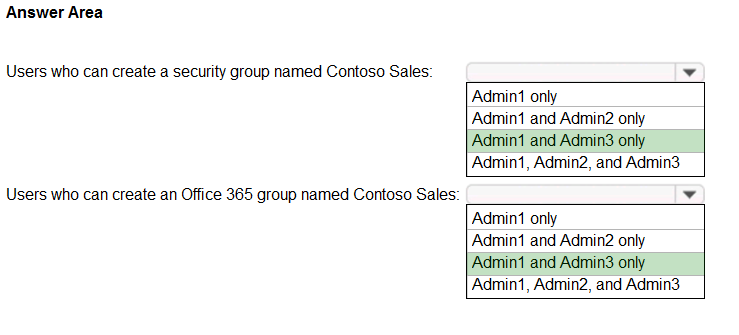 Answer Area
Users who can create a security group named Contoso Sales:
Admin1 only
Admin1 and Admin2 only
Admin1 and Admin3 only
Admin1, Admin2, and Admin3
Users who can create an Office 365 group named Contoso Sales:
Admin1 only
Admin1 and Admin2 only
Admin1 and Admin3 only
Admin1, Admin2, and Admin3